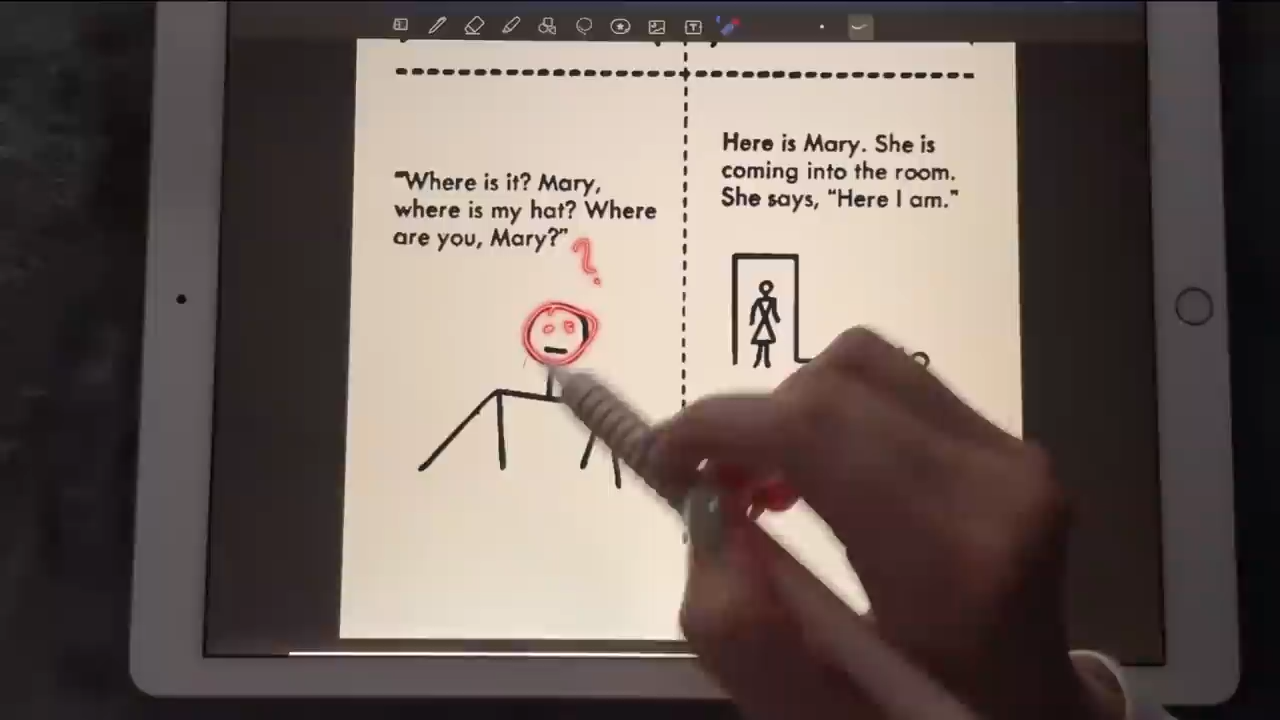 "Where is it? Mary,
where is my hat? Where
are you, Mary?"
?
Here is Mary. She is
coming into the room.
She says, "Here I am."